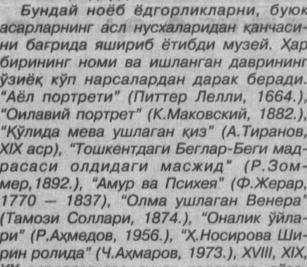 Бундай ноёб ёдгорликларни, буюк
асарларнинг асл нусхаларидан қанчаси-
ни бағрида яшириб ётибди музей. Ҳар
бирининг номи ва ишланган даврининг
ўзиёқ кўп нарсалардан дарак беради.
“Аёл портрети” (Питтер Лелли, 1664.),
“Оилавий портрет” (К.Маковский, 1882.),
“Қўлида мева ушлаган қиз” (А.Тиранов,
XIX аср), “Тошкентдаги Беглар-Беги мад-
расаси олдидаги масжид” (Р.Зом-
мер,1892.), “Амур ва Психея” (Ф.Жерар,
1770 – 1837), “Олма ушлаган Венера”
(Тамози Соллари, 1874.), “Оналик ўйла-
ри” (Р.Аҳмедов, 1956.), “Ҳ.Носирова Ши-
рин ролида” (Ч.Аҳмаров, 1973.), XVIII, XIX